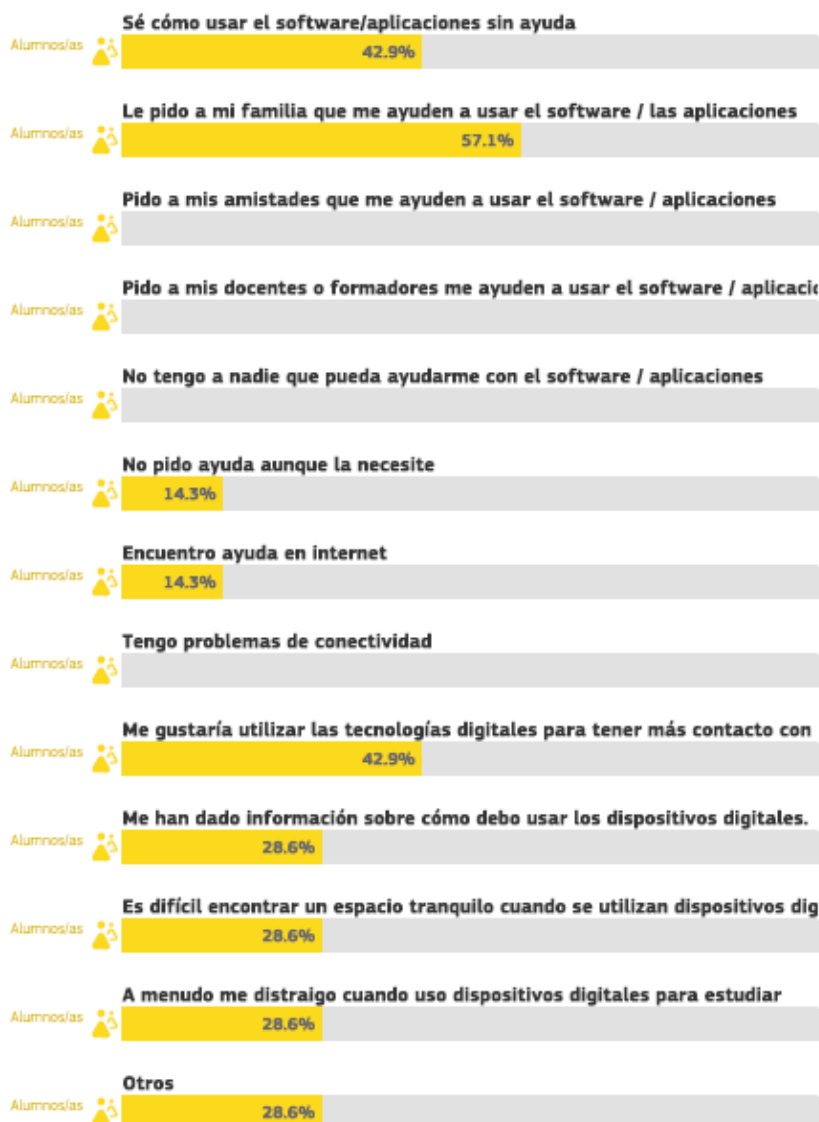 Sé cómo usar el software/aplicaciones sin ayuda
Alumnos/as
42.9%
Le pido a mi familia que me ayuden a usar el software / las aplicaciones
Alumnos/as
57.1%
Pido a mis amistades que me ayuden a usar el software / aplicaciones
Alumnos/as
Pido a mis docentes o formadores me ayuden a usar el software / aplicacio
Alumnos/as
No tengo a nadie que pueda ayudarme con el software / aplicaciones
Alumnos/as
No pido ayuda aunque la necesite
Alumnos/as
14.3%
Encuentro ayuda en internet
Alumnos/as
14.3%
Tengo problemas de conectividad
Alumnos/as
Me gustaría utilizar las tecnologías digitales para tener más contacto con
Alumnos/as
42.9%
Me han dado información sobre cómo debo usar los dispositivos digitales.
Alumnos/as
28.6%
Es difícil encontrar un espacio tranquilo cuando se utilizan dispositivos dig
Alumnos/as
28.6%
A menudo me distraigo cuando uso dispositivos digitales para estudiar
Alumnos/as
28.6%
Otros
Alumnos/as
28.6%